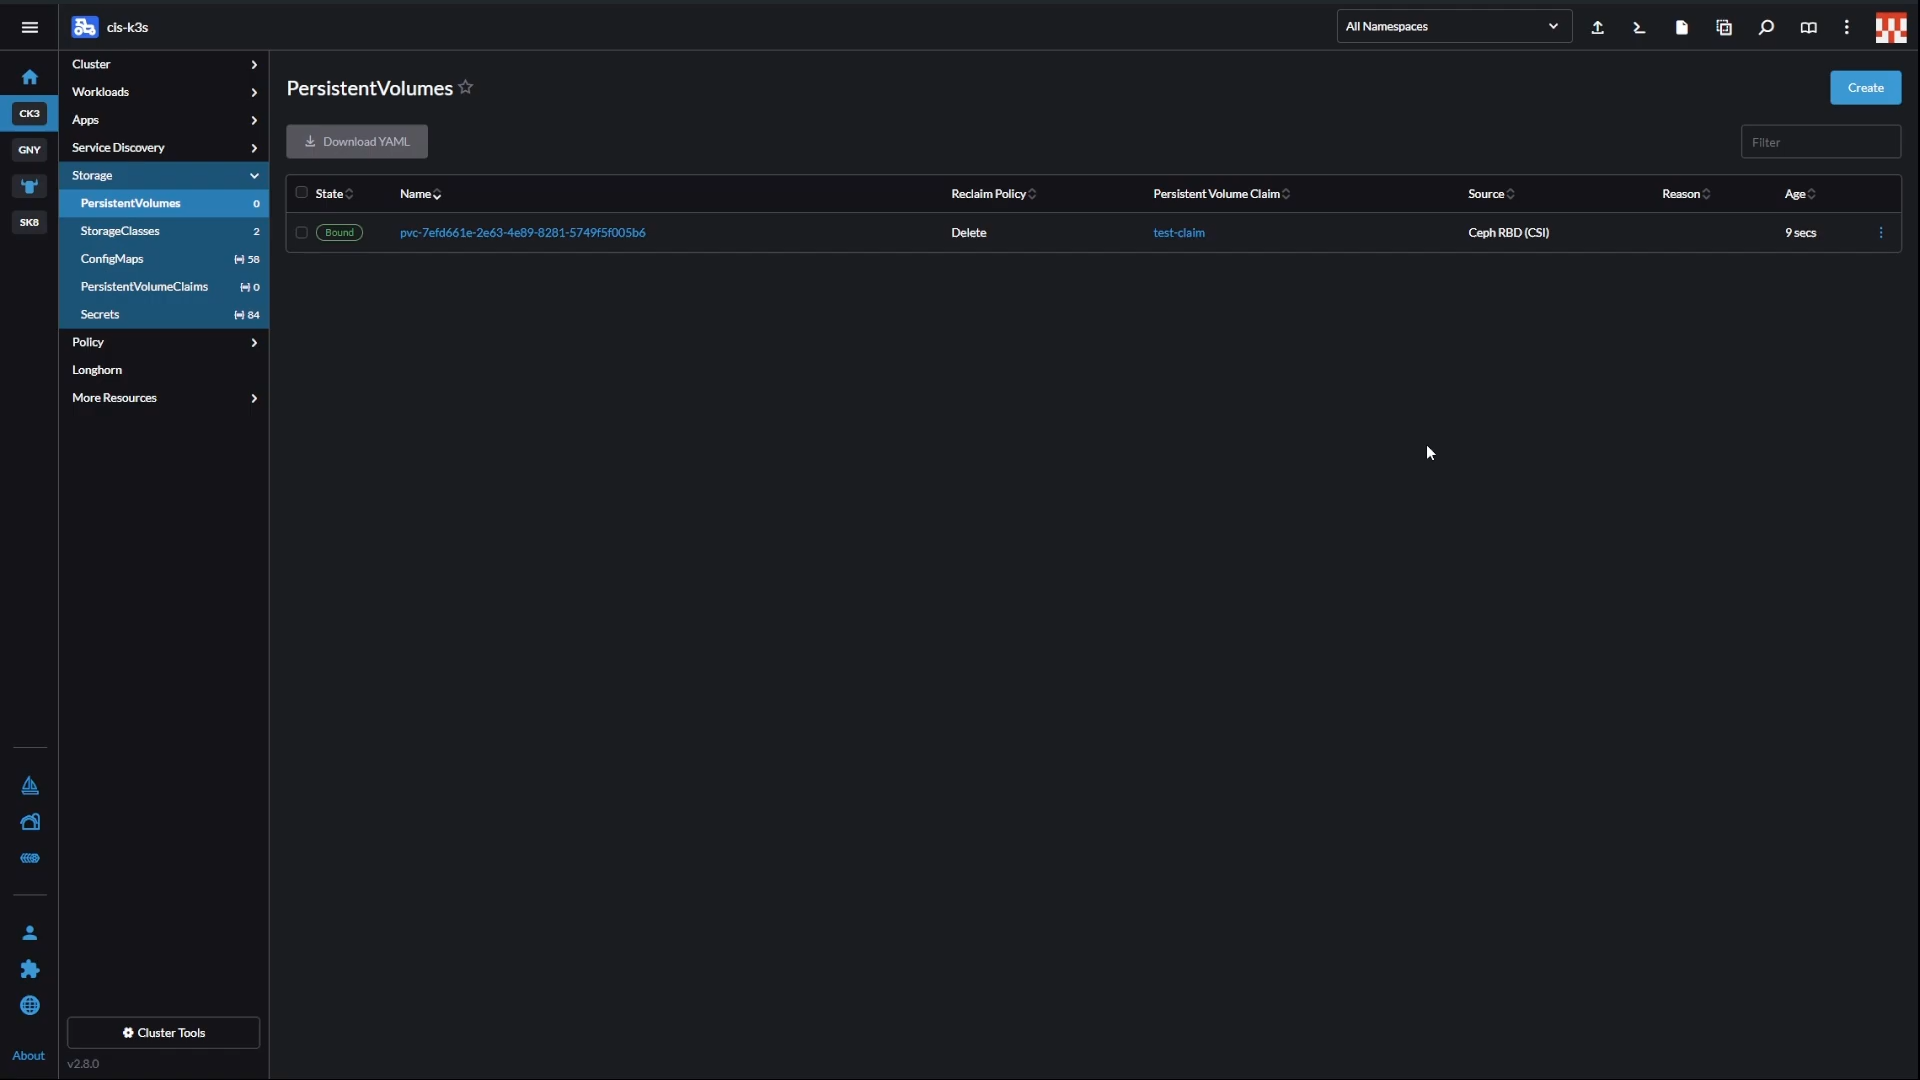 cis-k3s
All Namespaces
CK3
GNY
SK8
About
Cluster
Workloads
Apps
Service Discovery
Storage
PersistentVolumes 0
StorageClasses 2
ConfigMaps 58
PersistentVolumeClaims 0
Secrets 84
Policy
Longhorn
More Resources
Cluster Tools
v2.8.0
PersistentVolumes
Create
Download YAML
Filter
State Name Reclaim Policy Persistent Volume Claim Source Reason Age
Bound pvc-7efd661e-2e63-4e89-8281-5749f5f005b6 Delete test-claim Ceph RBD (CSI) 9 secs